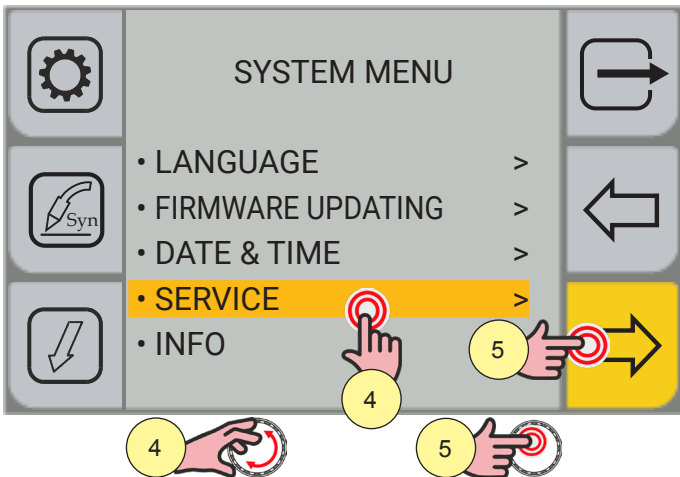 SYSTEM MENU
• LANGUAGE >
• FIRMWARE UPDATING >
• DATE & TIME >
• SERVICE >
• INFO
Syn
5
4
4
5